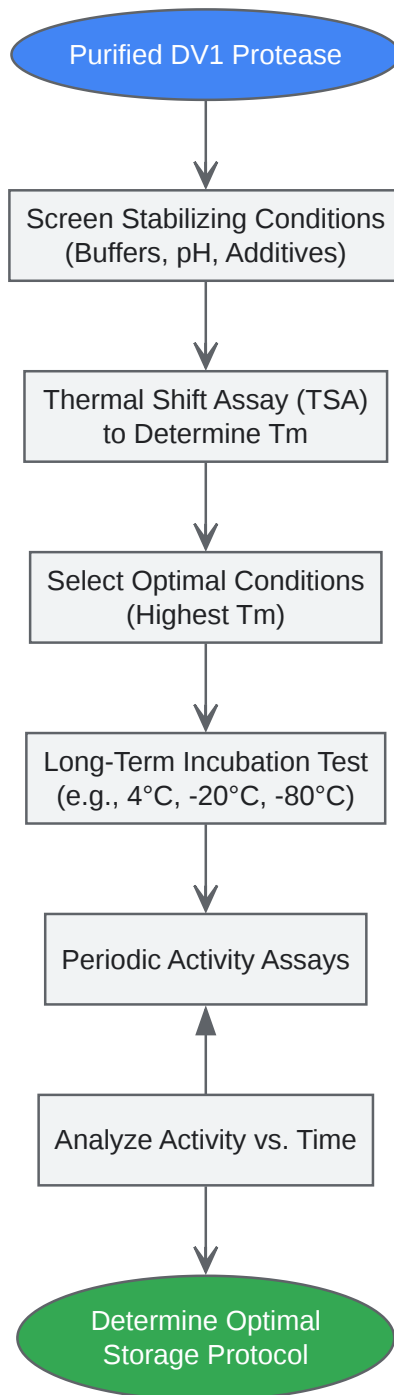 Purified DV1 Protease
Screen Stabilizing Conditions
(Buffers, pH, Additives)
Thermal Shift Assay (TSA)
to Determine Tm
Select Optimal Conditions
(Highest Tm)
Long-Term Incubation Test
(e.g., 4°C, -20°C, -80°C)
Periodic Activity Assays
Analyze Activity vs. Time
Determine Optimal
Storage Protocol